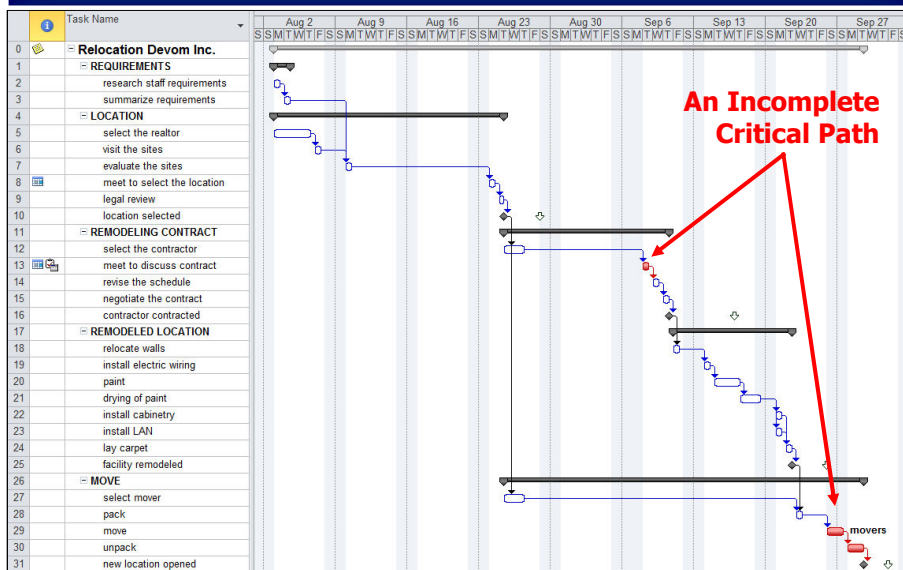 Task Name
Aug 2 Aug 9 Aug 16 Aug 23 Aug 30 Sep 6 Sep 13 Sep 20 Sep 27
S S M T W T F S S M T W T F S S M T W T F S S M T W T F S S M T W T F S S M T W T F S S M T W T F S S M T W T F S S M T W T F S
0 Relocation Devom Inc.
1 REQUIREMENTS
2 research staff requirements
3 summarize requirements
4 LOCATION
5 select the realtor
6 visit the sites
7 evaluate the sites
8 meet to select the location
9 legal review
10 location selected
11 REMODELING CONTRACT
12 select the contractor
13 meet to discuss contract
14 revise the schedule
15 negotiate the contract
16 contractor contracted
17 REMODELED LOCATION
18 relocate walls
19 install electric wiring
20 paint
21 drying of paint
22 install cabinetry
23 install LAN
24 lay carpet
25 facility remodeled
26 MOVE
27 select mover
28 pack
29 move
30 unpack
31 new location opened
An Incomplete
Critical Path
movers